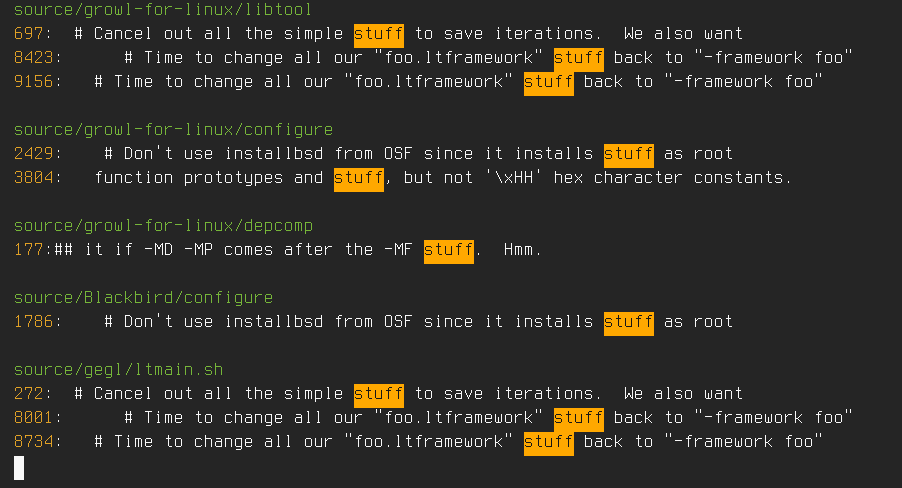 source/growl-for-linux/libtool
697:  # Cancel out all the simple stuff to save iterations.  We also want
8423:      # Time to change all our "foo.ltframework" stuff back to "-framework foo"
9156:   # Time to change all our "foo.ltframework" stuff back to "-framework foo"
source/growl-for-linux/configure
2429:    # Don't use installbsd from OSF since it installs stuff as root
3804:   function prototypes and stuff, but not '\xHH' hex character constants.
source/growl-for-linux/depcomp
177:## it if -MD -MP comes after the -MF stuff.  Hmm.
source/Blackbird/configure
1786:    # Don't use installbsd from OSF since it installs stuff as root
source/gegl/ltmain.sh
272:  # Cancel out all the simple stuff to save iterations.  We also want
8001:      # Time to change all our "foo.ltframework" stuff back to "-framework foo"
8734:   # Time to change all our "foo.ltframework" stuff back to "-framework foo"